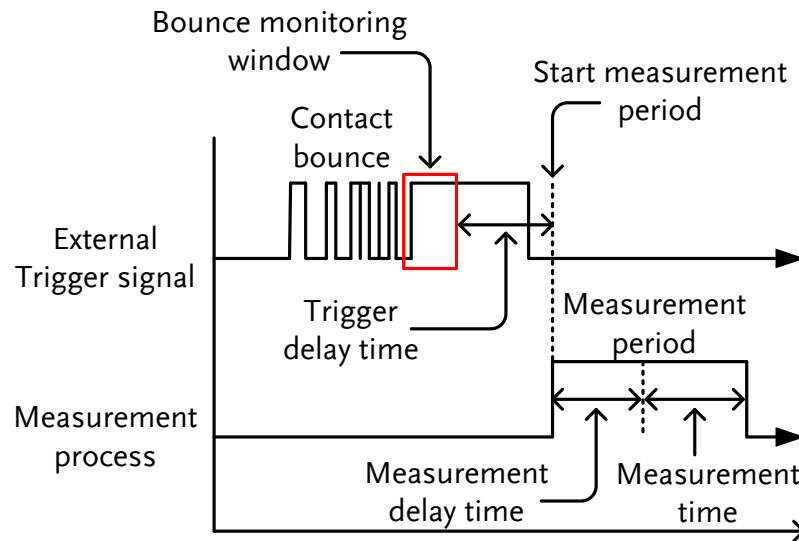 Bounce monitoring
window
Start measurement
period
Contact
bounce
External
Trigger signal
Trigger
delay time
Measurement
period
Measurement
process
Measurement
delay time
Measurement
time